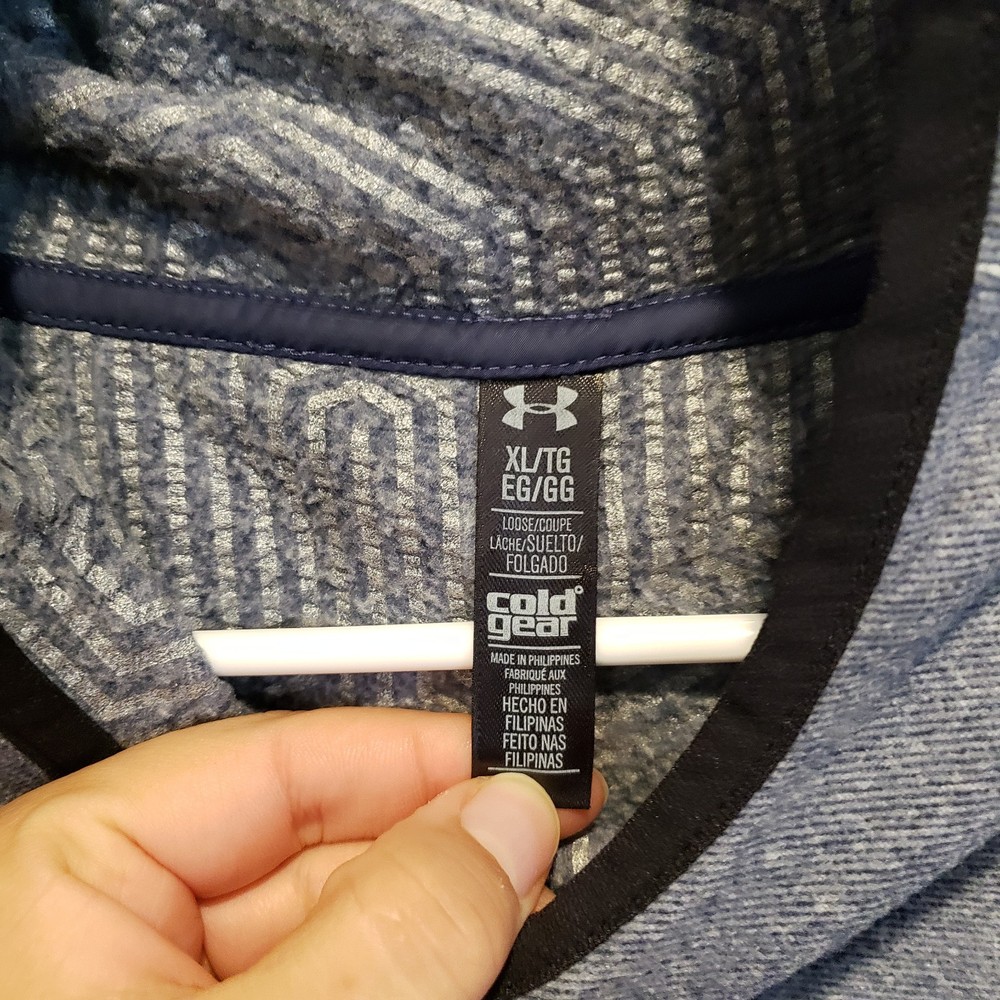 XL/TG
EG/GG
LOOSE/COUPE
LÂCHE/SUELTO/
FOLGADO
cold°
gear
MADE IN PHILIPPINES
FABRIQUÉ AUX
PHILIPPINES
HECHO EN
FILIPINAS
FEITO NAS
FILIPINAS